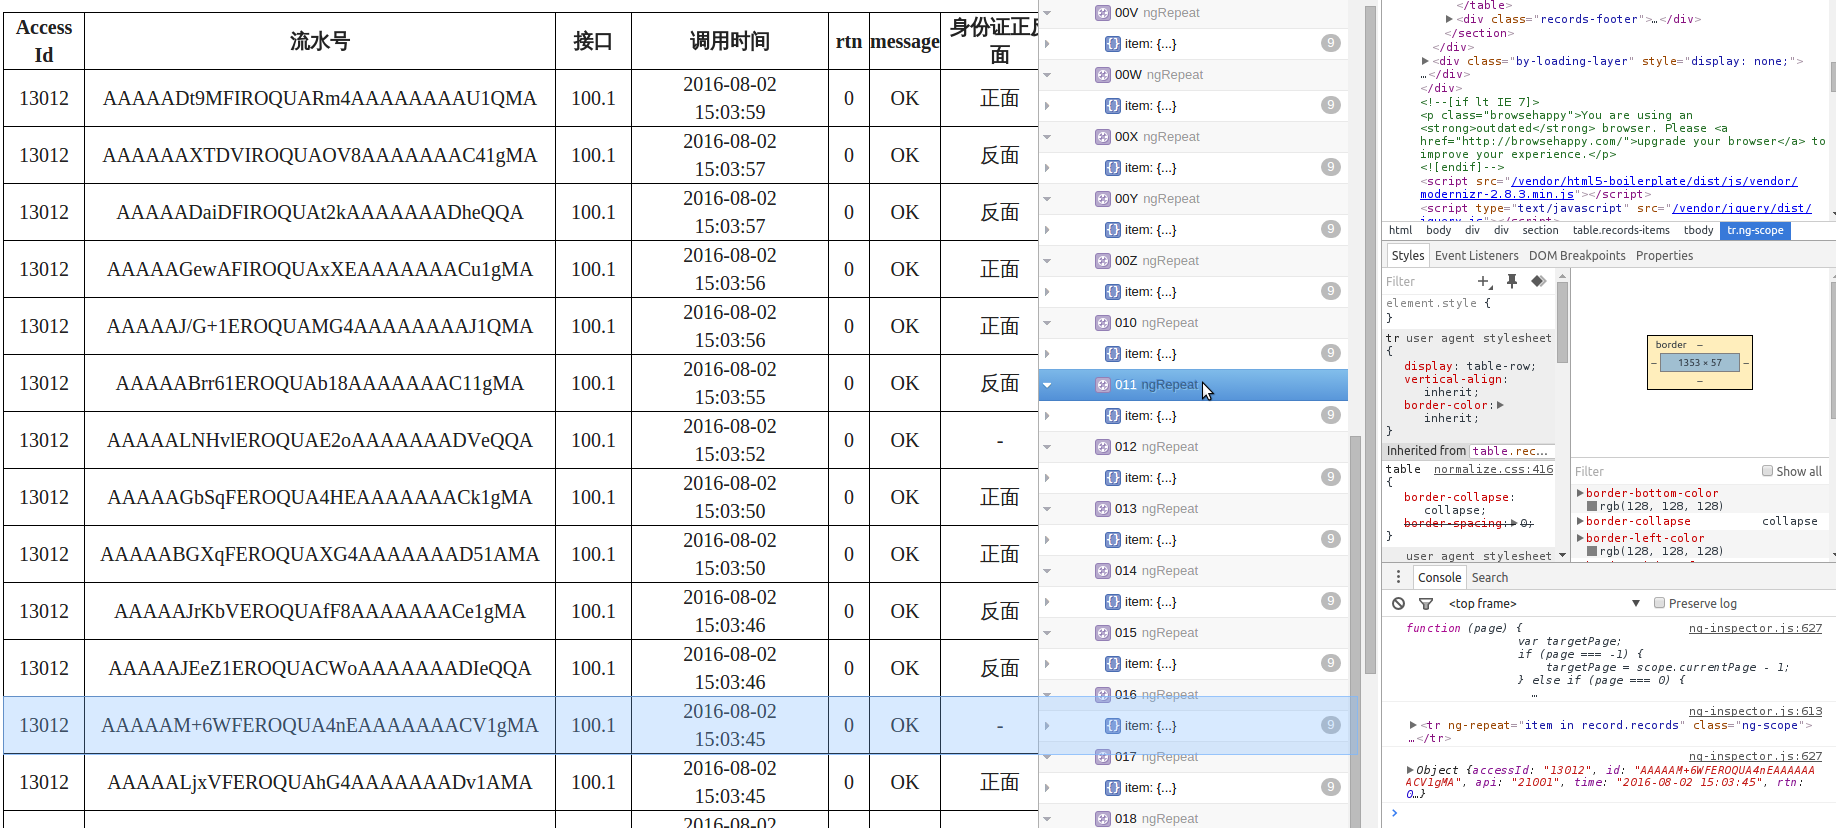 Access Id 流水号 接口 调用时间 rtn message 身份证正反面
13012 AAAAADt9MFIROQUARm4AAAAAAAAU1QMA 100.1 2016-08-02 15:03:59 0 OK 正面
13012 AAAAAAXTDVIROQUAOV8AAAAAAAC41gMA 100.1 2016-08-02 15:03:57 0 OK 反面
13012 AAAAADaiDFIROQUAt2kAAAAAAADheQQA 100.1 2016-08-02 15:03:57 0 OK 反面
13012 AAAAAGewAFIROQUAxXEAAAAAAACu1gMA 100.1 2016-08-02 15:03:56 0 OK 正面
13012 AAAAAJ/G+1EROQUAMG4AAAAAAAAJ1QMA 100.1 2016-08-02 15:03:56 0 OK 正面
13012 AAAAABrr61EROQUAb18AAAAAAAC11gMA 100.1 2016-08-02 15:03:55 0 OK 反面
13012 AAAAALNHvlEROQUAE2oAAAAAAADVeQQA 100.1 2016-08-02 15:03:52 0 OK -
13012 AAAAAGbSqFEROQUA4HEAAAAAAACk1gMA 100.1 2016-08-02 15:03:50 0 OK 正面
13012 AAAAABGXqFEROQUAXG4AAAAAAAD51AMA 100.1 2016-08-02 15:03:50 0 OK 正面
13012 AAAAAJrKbVEROQUAfF8AAAAAAACe1gMA 100.1 2016-08-02 15:03:46 0 OK 反面
13012 AAAAAJEeZ1EROQUACWoAAAAAAADIeQQA 100.1 2016-08-02 15:03:46 0 OK 反面
13012 AAAAAM+6WFEROQUA4nEAAAAAAACV1gMA 100.1 2016-08-02 15:03:45 0 OK -
13012 AAAAALjxVFEROQUAhG4AAAAAAADv1AMA 100.1 2016-08-02 15:03:45 0 OK 正面
2016-08-02
00V ngRepeat
item: {...} 9
00W ngRepeat
item: {...} 9
00X ngRepeat
item: {...} 9
00Y ngRepeat
item: {...} 9
00Z ngRepeat
item: {...} 9
010 ngRepeat
item: {...} 9
011 ngRepeat
item: {...} 9
012 ngRepeat
item: {...} 9
013 ngRepeat
item: {...} 9
014 ngRepeat
item: {...} 9
015 ngRepeat
item: {...} 9
016 ngRepeat
item: {...} 9
017 ngRepeat
item: {...} 9
018 ngRepeat
</table>
<div class="records-footer">…</div>
</section>
</div>
<div class="by-loading-layer" style="display: none;">
…</div>
</div>
<!--[if lt IE 7]>
<p class="browsehappy">You are using an
<strong>outdated</strong> browser. Please <a
href="http://browsehappy.com/">upgrade your browser</a> to
improve your experience.</p>
<![endif]-->
<script src="/vendor/html5-boilerplate/dist/js/vendor/
modernizr-2.8.3.min.js"></script>
<script type="text/javascript" src="/vendor/jquery/dist/
jquery.js"></script>
html body div div section table.records-items tbody tr.ng-scope
Styles Event Listeners DOM Breakpoints Properties
Filter
element.style {
}
tr user agent stylesheet
{
display: table-row;
vertical-align:
inherit;
border-color:
inherit;
}
Inherited from table.rec…
table normalize.css:416
{
border-collapse:
collapse;
border-spacing: 0;
}
user agent stylesheet
border –
– 1353 × 57 –
–
Filter Show all
border-bottom-color
rgb(128, 128, 128)
border-collapse collapse
border-left-color
rgb(128, 128, 128)
Console Search
<top frame> Preserve log
function (page) { ng-inspector.js:627
var targetPage;
if (page === -1) {
targetPage = scope.currentPage - 1;
} else if (page === 0) {
…
ng-inspector.js:613
<tr ng-repeat="item in record.records" class="ng-scope">
…</tr>
ng-inspector.js:627
Object {accessId: "13012", id: "AAAAAM+6WFEROQUA4nEAAAAAA
ACV1gMA", api: "21001", time: "2016-08-02 15:03:45", rtn:
0…}